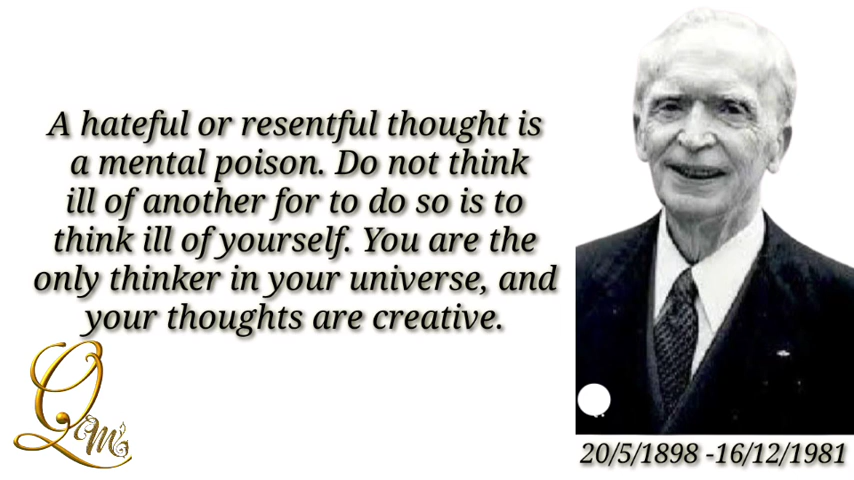 A hateful or resentful thought is
a mental poison. Do not think
ill of another for to do so is to
think ill of yourself. You are the
only thinker in your universe, and
your thoughts are creative.
Qm's
20/5/1898 -16/12/1981